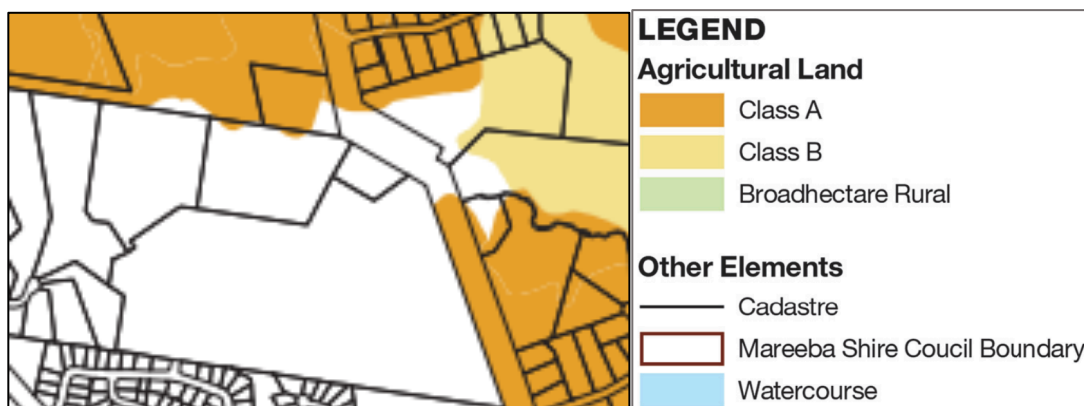 LEGEND
Agricultural Land
Class A
Class B
Broadhectare Rural
Other Elements
Cadastre
Mareeba Shire Coucil Boundary
Watercourse